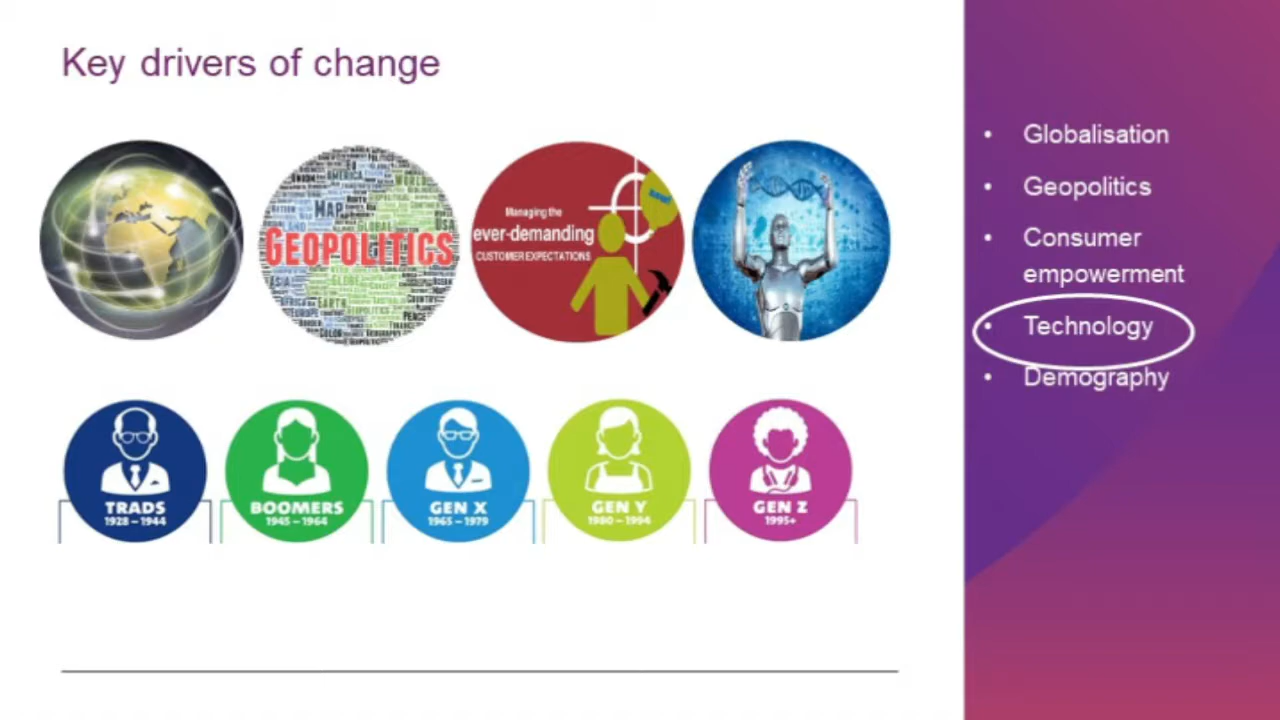 Key drivers of change
GEOPOLITICS
MAP
Managing the
ever-demanding
CUSTOMER EXPECTATIONS
TRADS
1928 – 1944
BOOMERS
1945 – 1964
GEN X
1965 – 1979
GEN Y
1980 – 1994
GEN Z
1995+
• Globalisation
• Geopolitics
• Consumer
empowerment
• Technology
• Demography